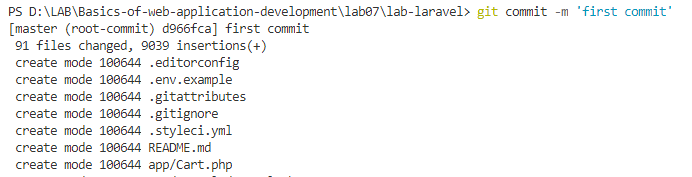 PS D:\LAB\Basics-of-web-application-development\lab07\lab-laravel> git commit -m 'first commit'
[master (root-commit) d966fca] first commit
91 files changed, 9039 insertions(+)
create mode 100644 .editorconfig
create mode 100644 .env.example
create mode 100644 .gitattributes
create mode 100644 .gitignore
create mode 100644 .styleci.yml
create mode 100644 README.md
create mode 100644 app/Cart.php